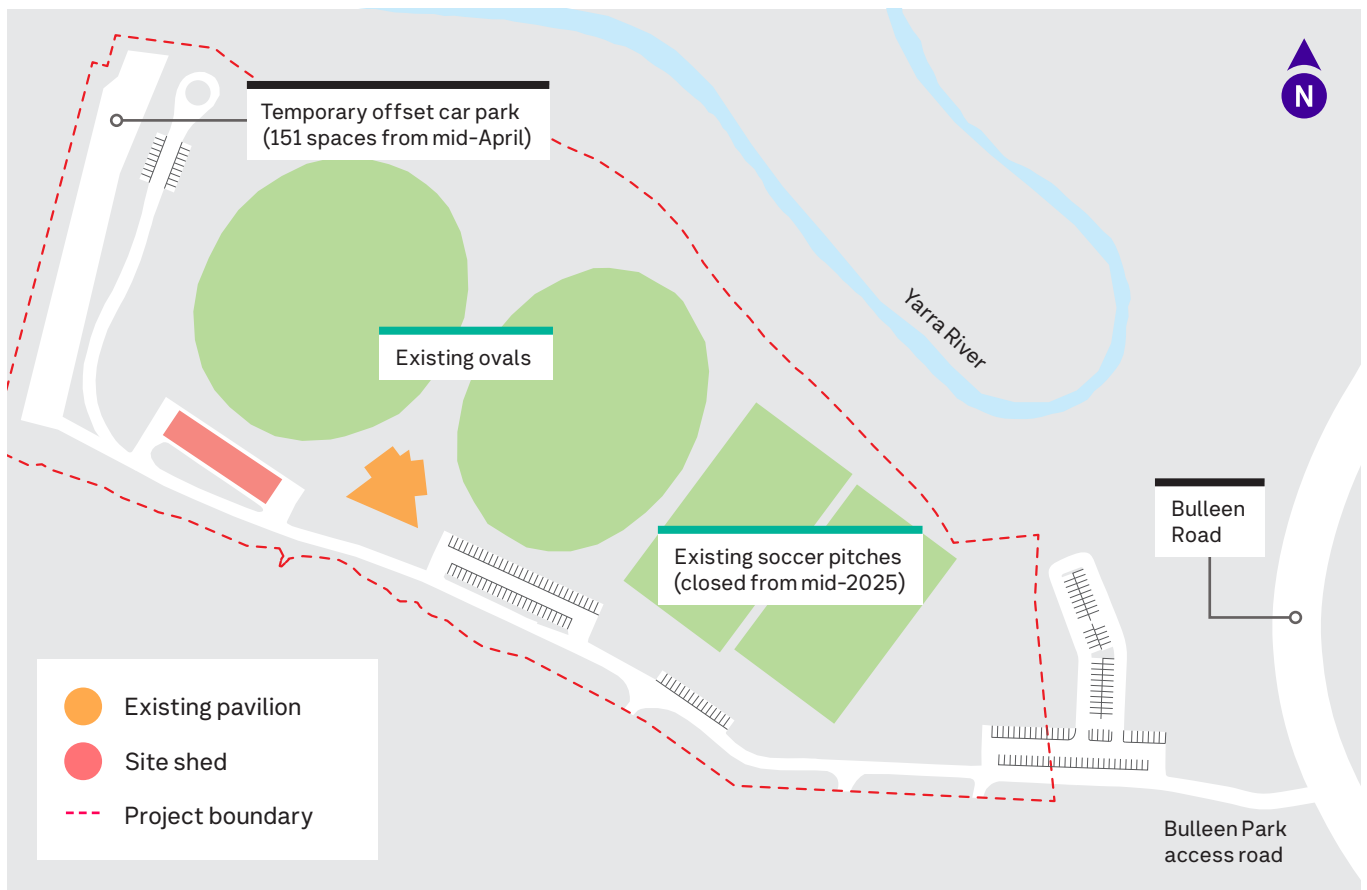 N
Temporary offset car park
(151 spaces from mid-April)
Yarra River
Existing ovals
Bulleen
Road
Existing soccer pitches
(closed from mid-2025)
Existing pavilion
Site shed
Project boundary
Bulleen Park
access road